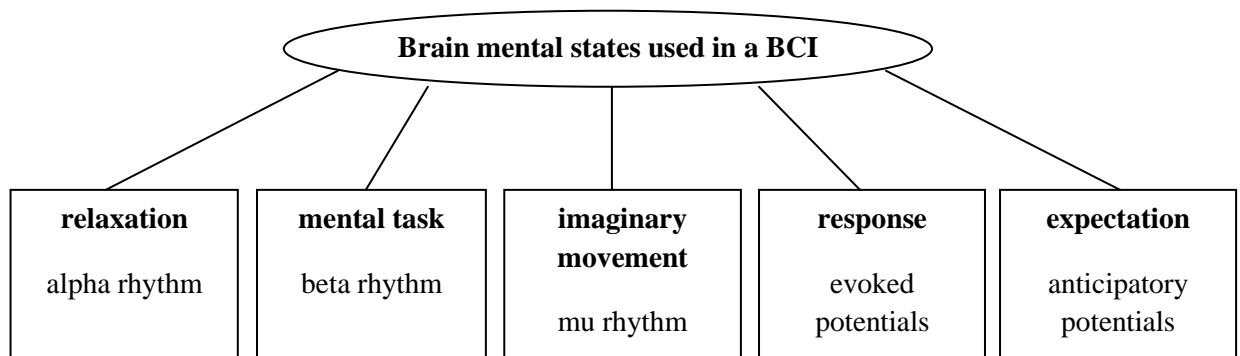 Brain mental states used in a BCI
relaxation
alpha rhythm
mental task
beta rhythm
imaginary
movement
mu rhythm
response
evoked
potentials
expectation
anticipatory
potentials